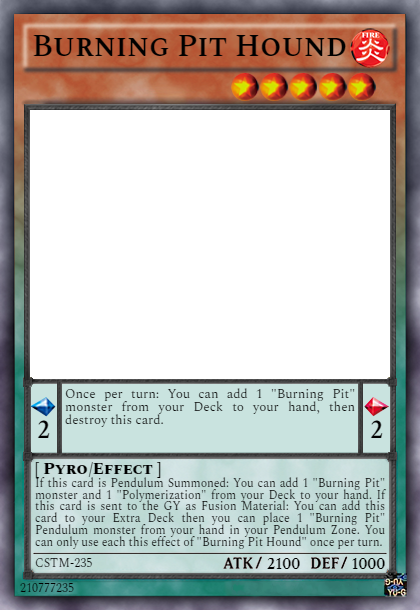 Burning Pit Hound
FIRE
炎
Once per turn: You can add 1 "Burning Pit"
monster from your Deck to your hand, then
destroy this card.
2
2
[ Pyro/Effect ]
If this card is Pendulum Summoned: You can add 1 "Burning Pit"
monster and 1 "Polymerization" from your Deck to your hand. If
this card is sent to the GY as Fusion Material: You can add this
card to your Extra Deck then you can place 1 "Burning Pit"
Pendulum monster from your hand in your Pendulum Zone. You
can only use each this effect of "Burning Pit Hound" once per turn.
CSTM-235
ATK/ 2100 DEF/ 1000
210777235